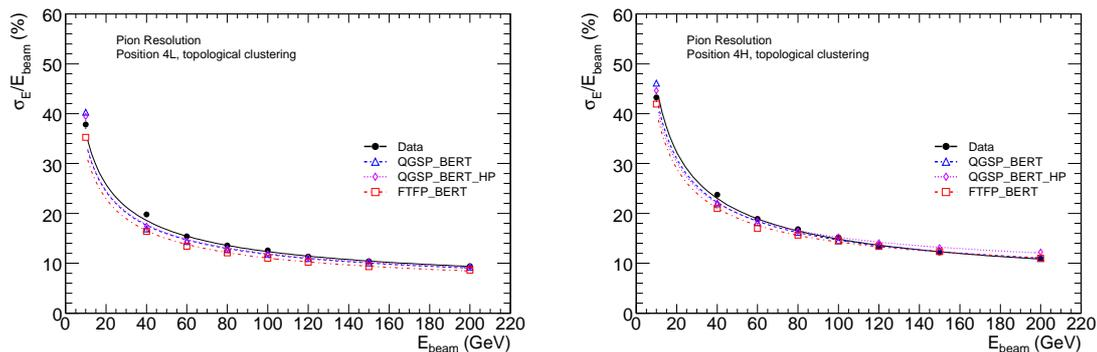 σE/Ebeam (%)
60
50
40
30
20
10
0
Pion Resolution
Position 4L, topological clustering
Data
QGSP_BERT
QGSP_BERT_HP
FTFP_BERT
0 20 40 60 80 100 120 140 160 180 200 220
Ebeam (GeV)
σE/Ebeam (%)
60
50
40
30
20
10
0
Pion Resolution
Position 4H, topological clustering
Data
QGSP_BERT
QGSP_BERT_HP
FTFP_BERT
0 20 40 60 80 100 120 140 160 180 200 220
Ebeam (GeV)